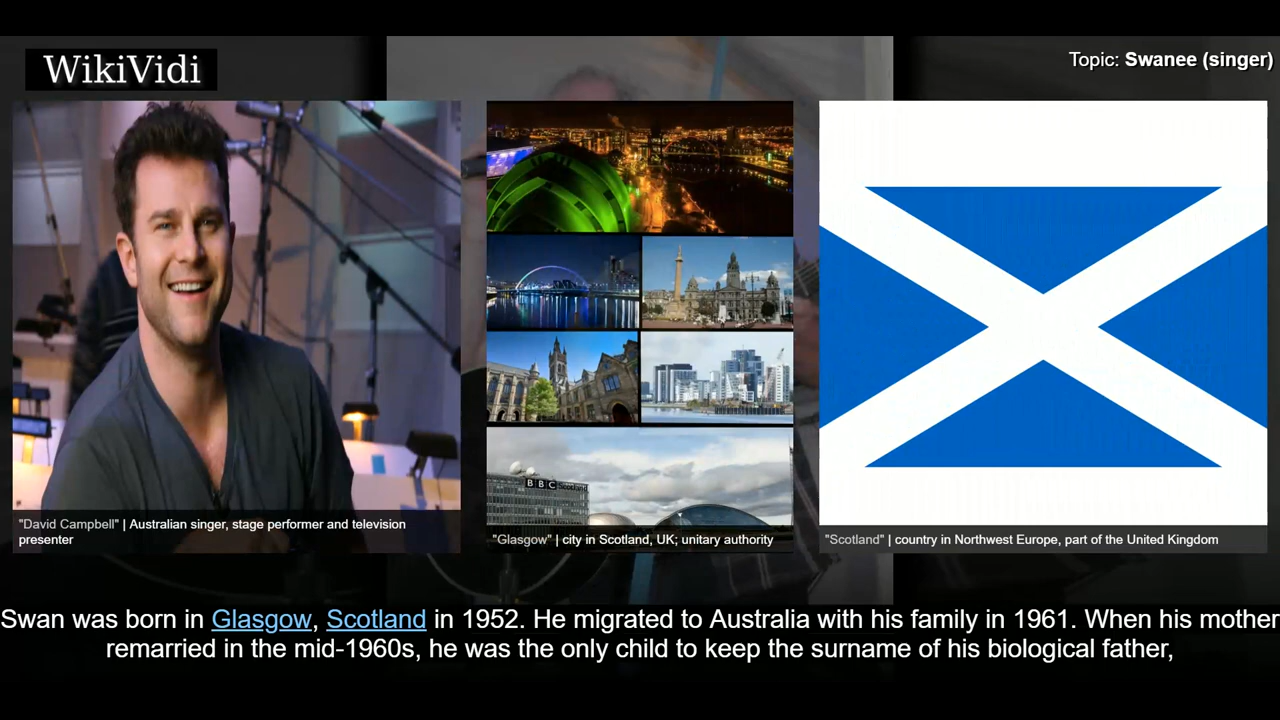 WikiVidi
Topic: Swanee (singer)
BBC
"David Campbell" | Australian singer, stage performer and television
presenter
"Glasgow" | city in Scotland, UK; unitary authority
"Scotland" | country in Northwest Europe, part of the United Kingdom
Swan was born in Glasgow, Scotland in 1952. He migrated to Australia with his family in 1961. When his mother
remarried in the mid-1960s, he was the only child to keep the surname of his biological father,